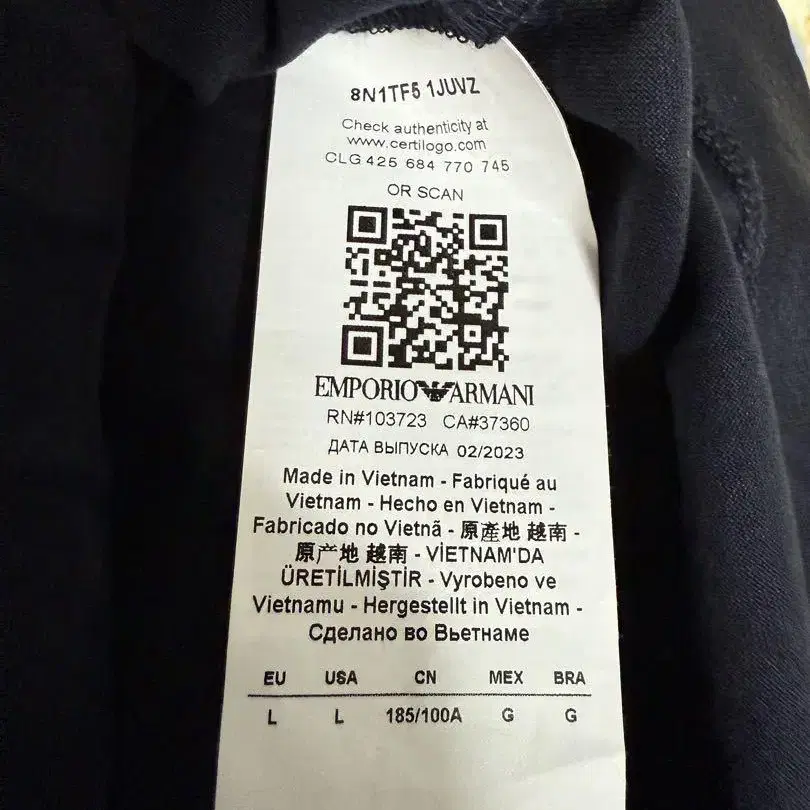 8N1TF5 1JUVZ
Check authenticity at
www.certilogo.com
CLG 425 684 770 745
OR SCAN
EMPORIO ARMANI
RN#103723 CA#37360
ДАТА ВЫПУСКА 02/2023
Made in Vietnam - Fabriqué au
Vietnam - Hecho en Vietnam -
Fabricado no Vietnã - 原產地 越南 -
原产地 越南 - VİETNAM'DA
ÜRETİLMİŞTİR - Vyrobeno ve
Vietnamu - Hergestellt in Vietnam -
Сделано во Вьетнаме
EU USA CN MEX BRA
L L 185/100A G G